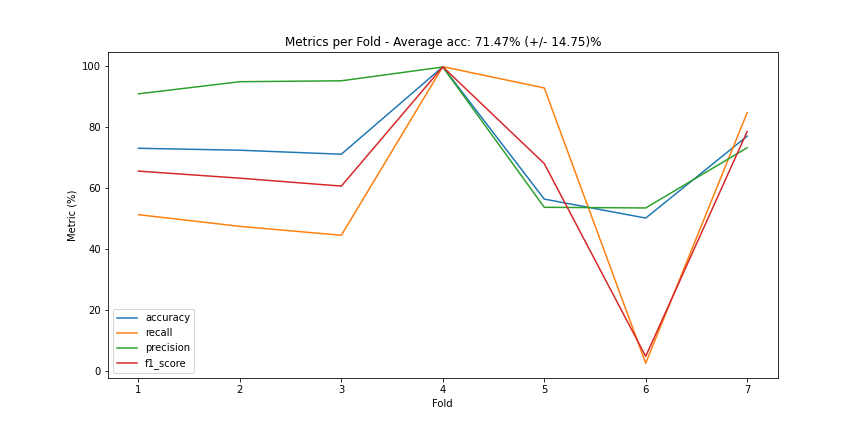 Metrics per Fold - Average acc: 71.47% (+/- 14.75)%
Metric (%)
100
80
60
40
20
0
accuracy
recall
precision
f1_score
1 2 3 4 5 6 7
Fold